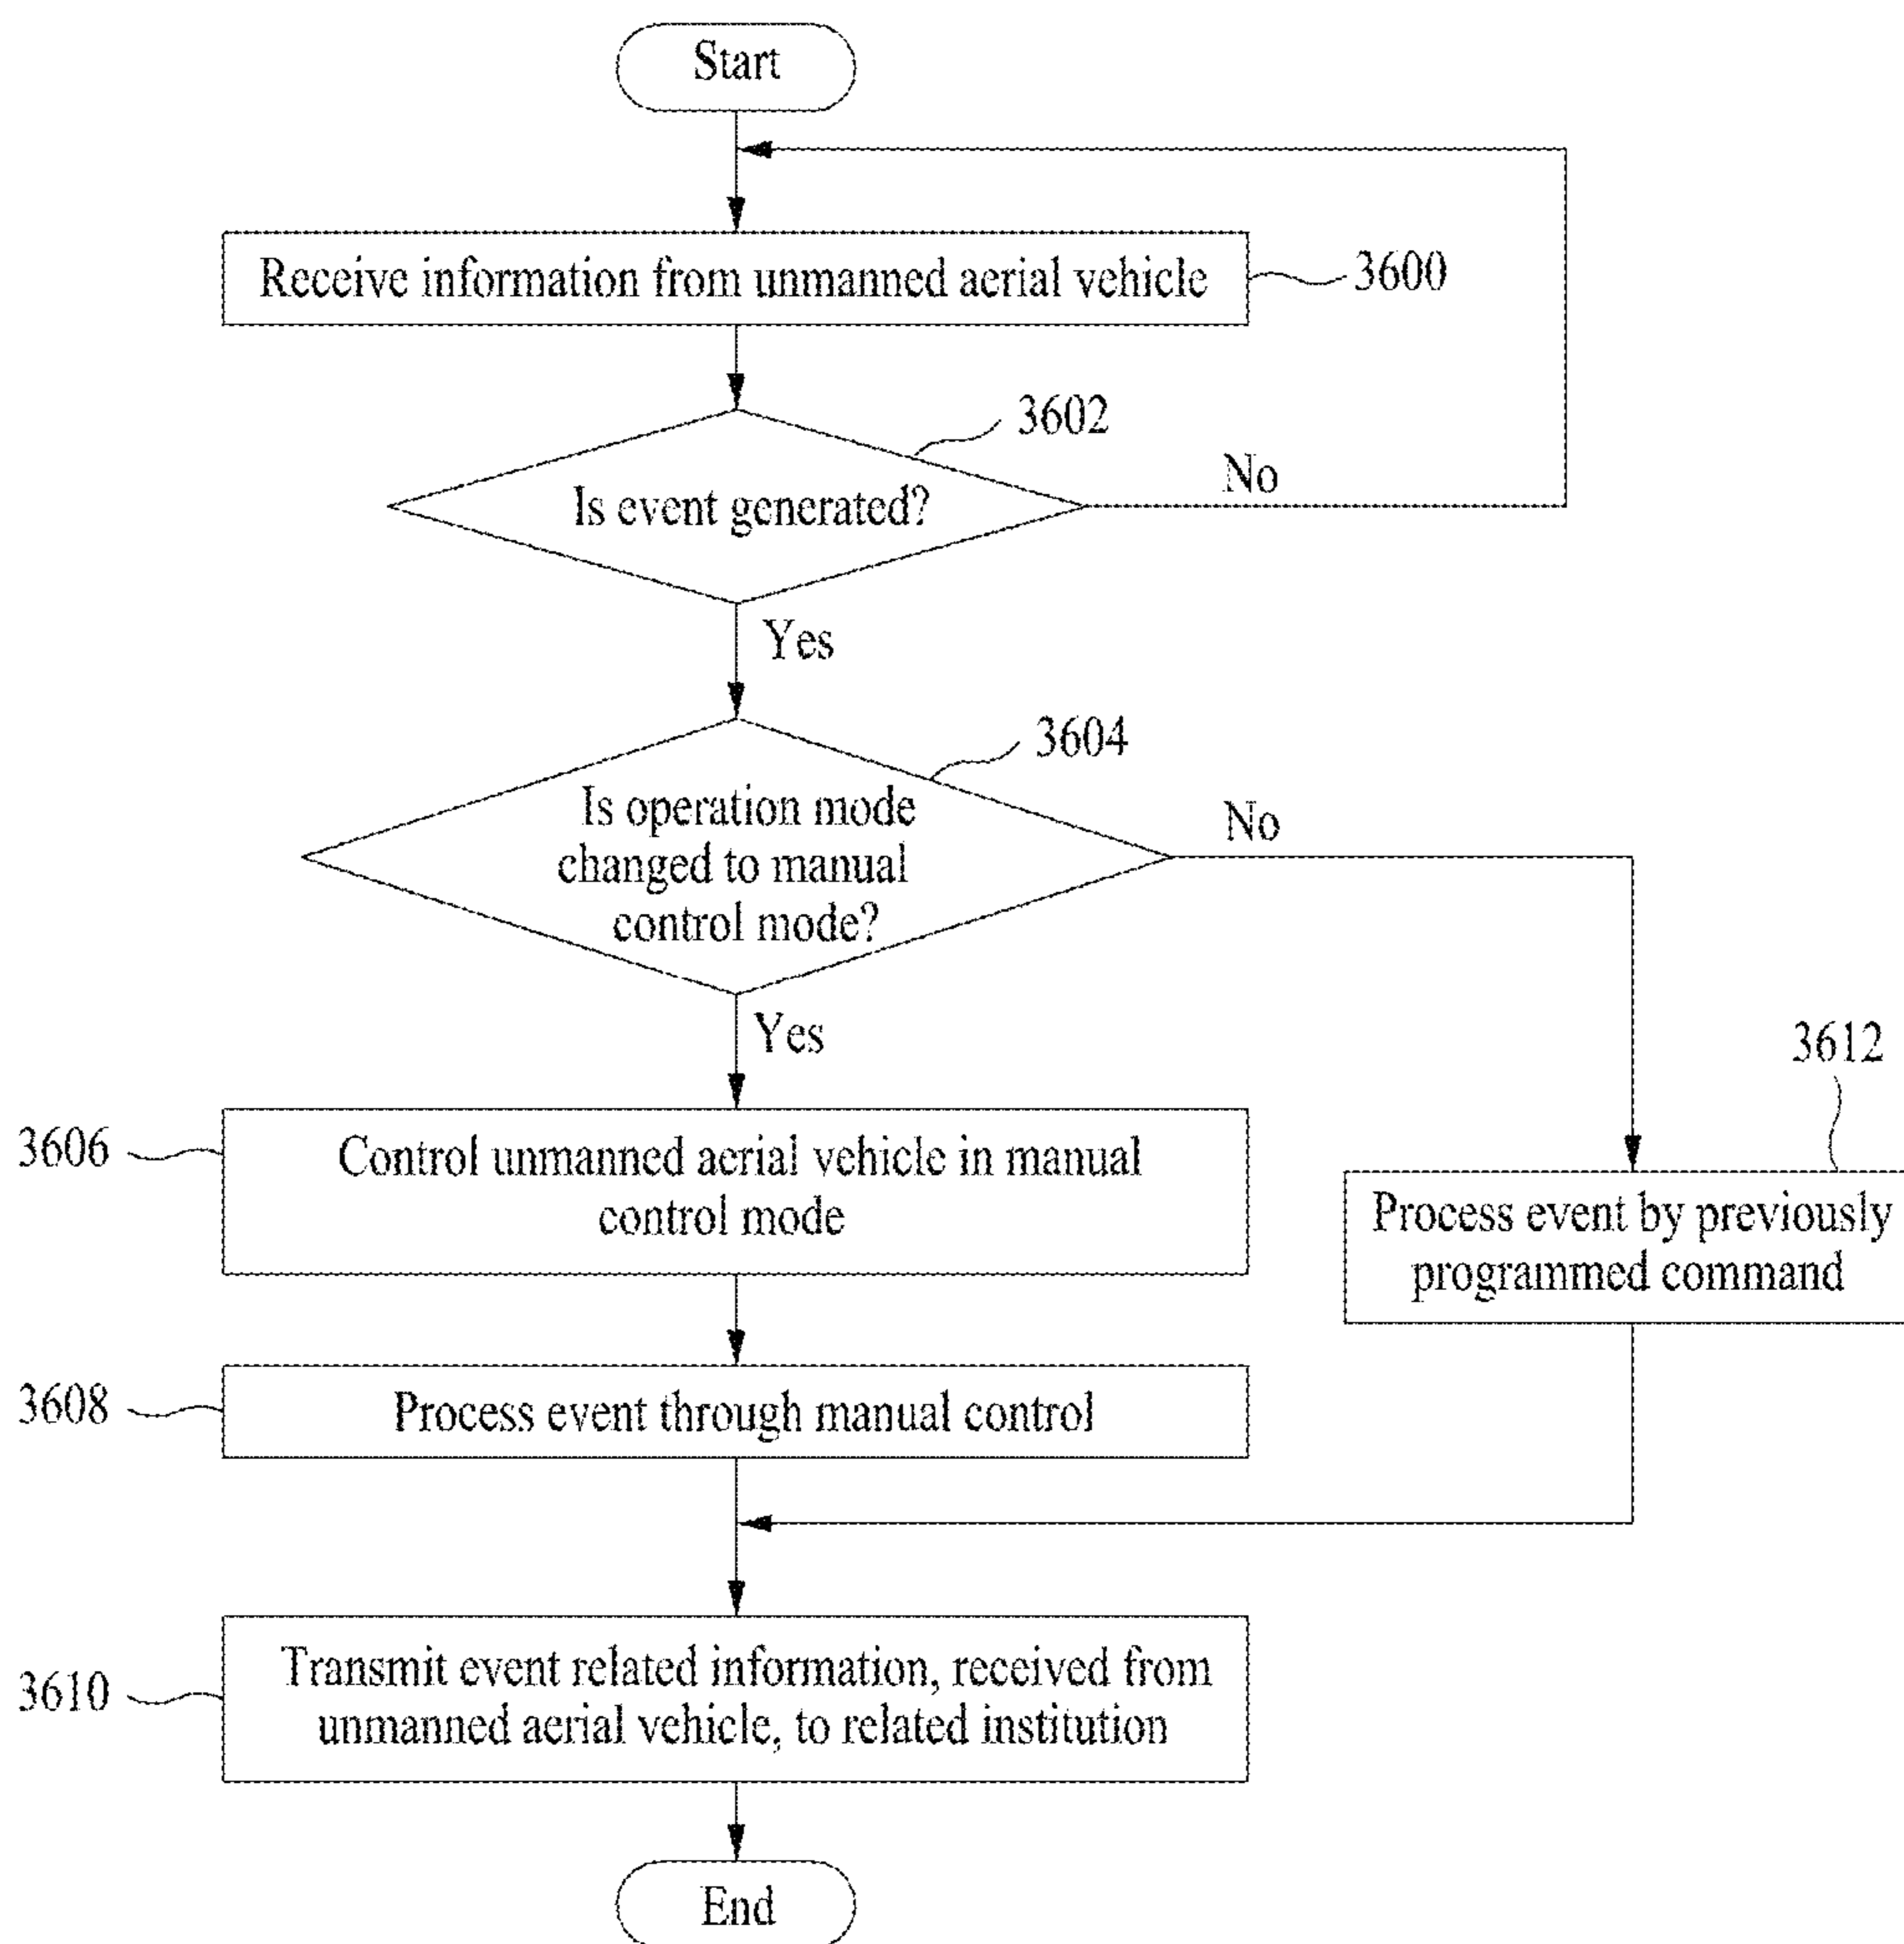 Start
Receive information from unmanned aerial vehicle
3600
3602
Is event generated?
No
Yes
3604
Is operation mode
changed to manual
control mode?
No
Yes
3606
Control unmanned aerial vehicle in manual
control mode
3612
Process event by previously
programmed command
3608
Process event through manual control
3610
Transmit event related information, received from
unmanned aerial vehicle, to related institution
End